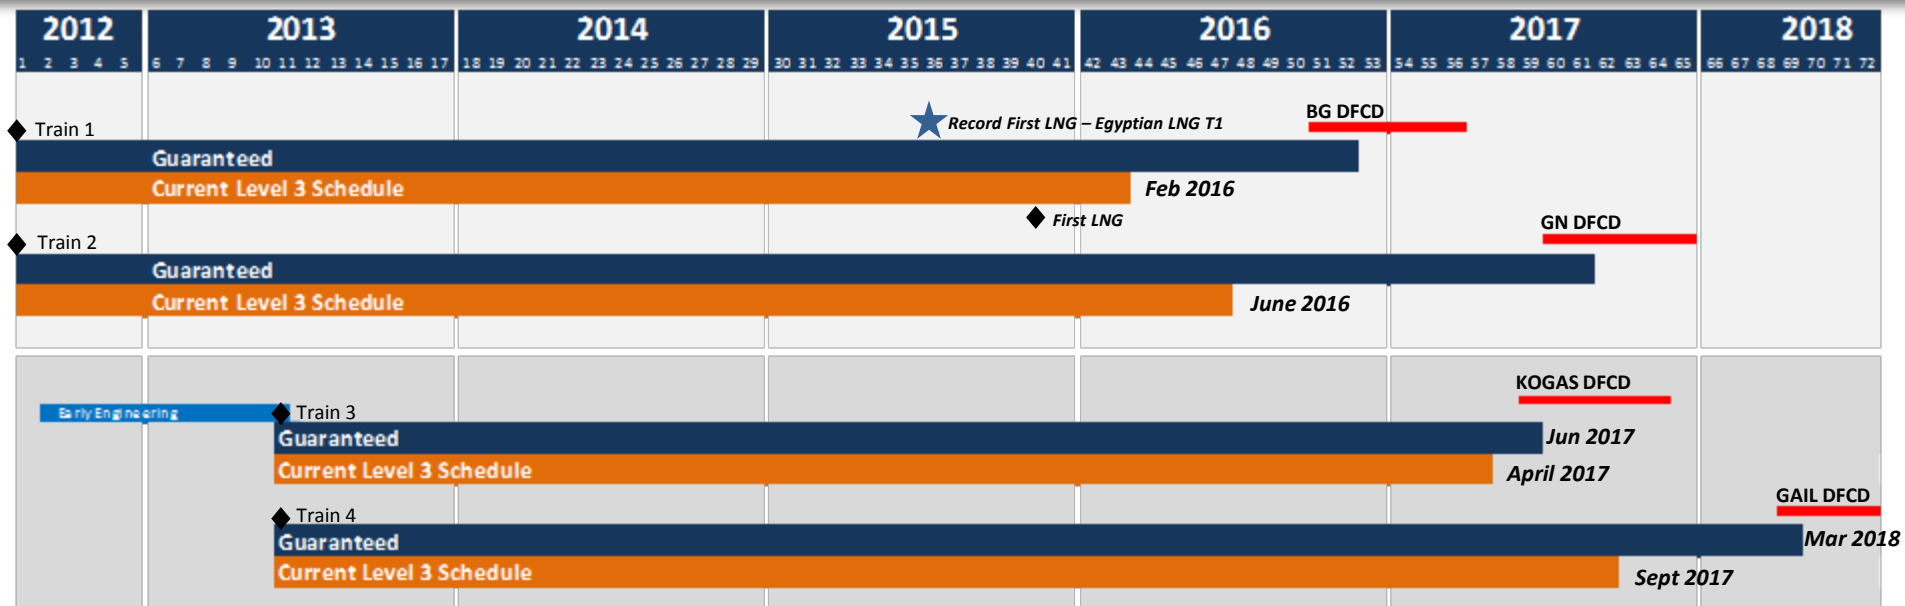 2012 2013 2014 2015 2016 2017 2018
1 2 3 4 5 6 7 8 9 10 11 12 13 14 15 16 17 18 19 20 21 22 23 24 25 26 27 28 29 30 31 32 33 34 35 36 37 38 39 40 41 42 43 44 45 46 47 48 49 50 51 52 53 54 55 56 57 58 59 60 61 62 63 64 65 66 67 68 69 70 71 72
BG DFCD
Train 1
Record First LNG – Egyptian LNG T1
Guaranteed
Current Level 3 Schedule
Feb 2016
First LNG
GN DFCD
Train 2
Guaranteed
Current Level 3 Schedule
June 2016
KOGAS DFCD
Early Engineering
Train 3
Guaranteed
Jun 2017
Current Level 3 Schedule
April 2017
GAIL DFCD
Train 4
Guaranteed
Mar 2018
Current Level 3 Schedule
Sept 2017